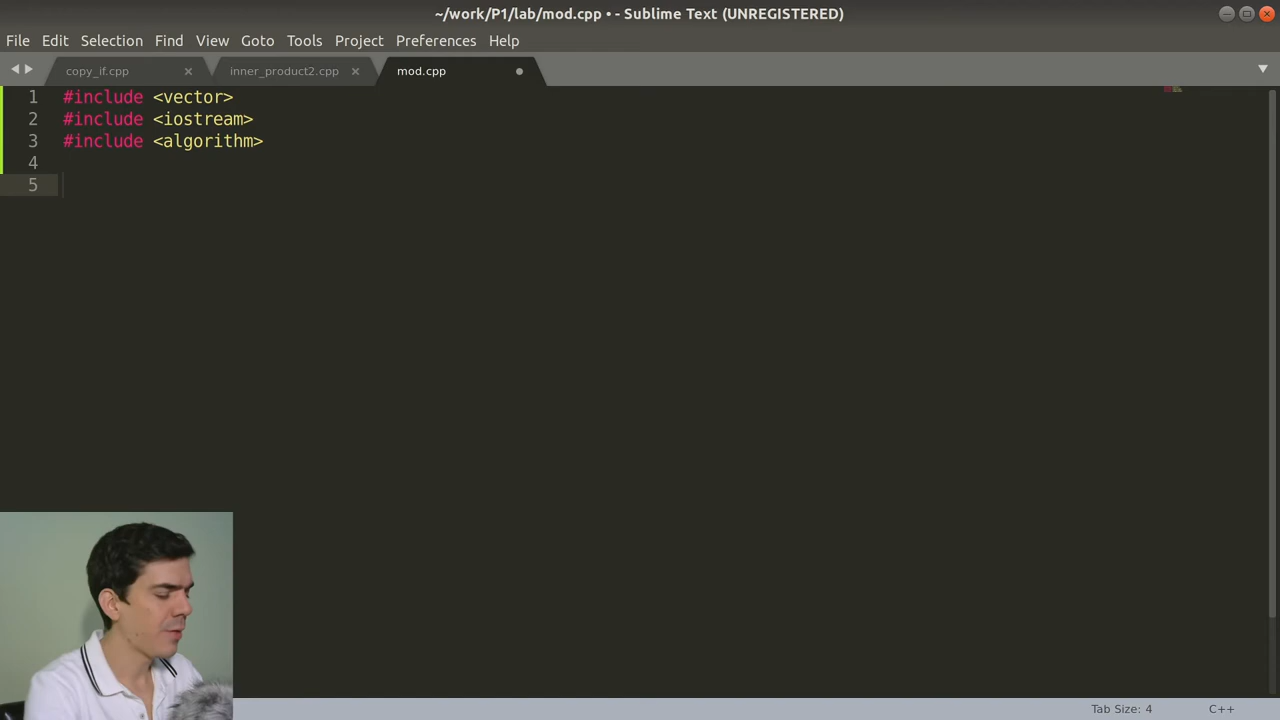 ~/work/P1/lab/mod.cpp • - Sublime Text (UNREGISTERED)
File Edit Selection Find View Goto Tools Project Preferences Help
copy_if.cpp inner_product2.cpp mod.cpp
1 #include <vector>
2 #include <iostream>
3 #include <algorithm>
4
5
Tab Size: 4 C++